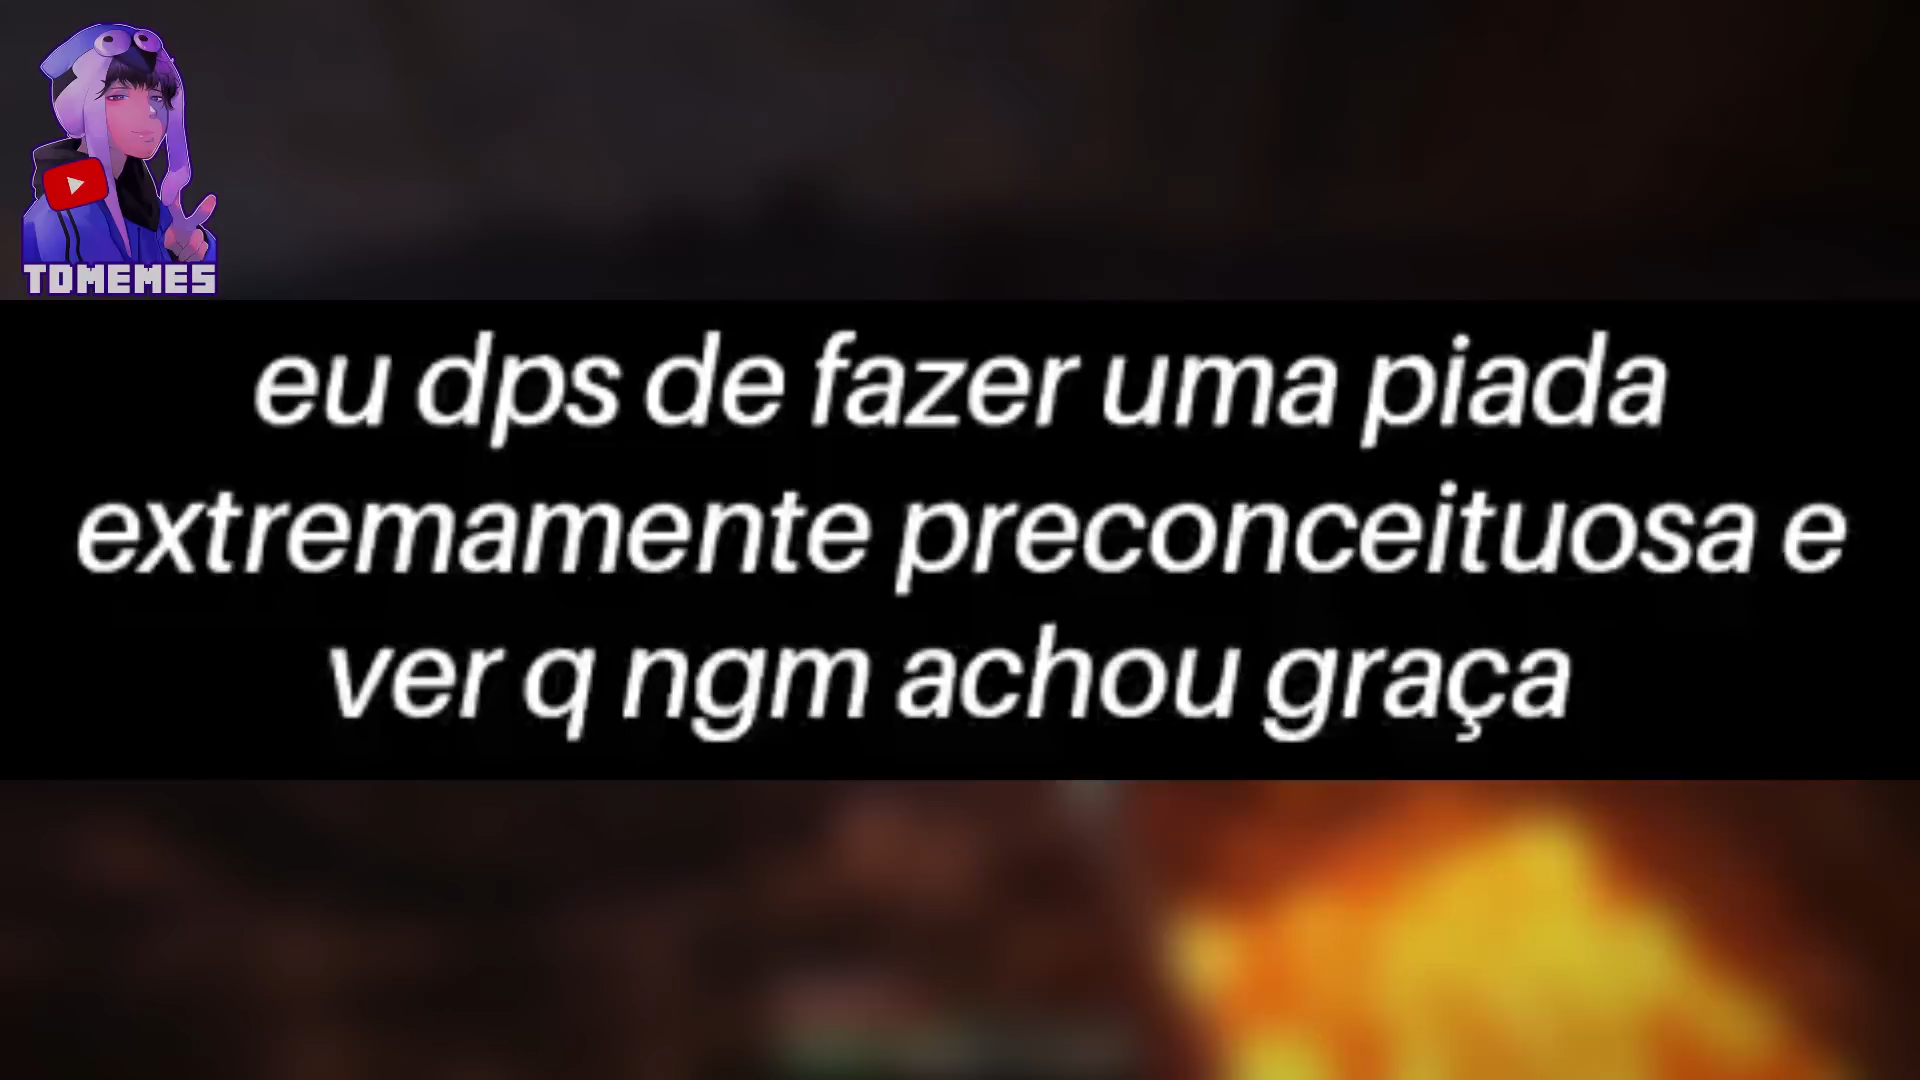 TDMEMES
eu dps de fazer uma piada
extremamente preconceituosa e
ver q ngm achou graça